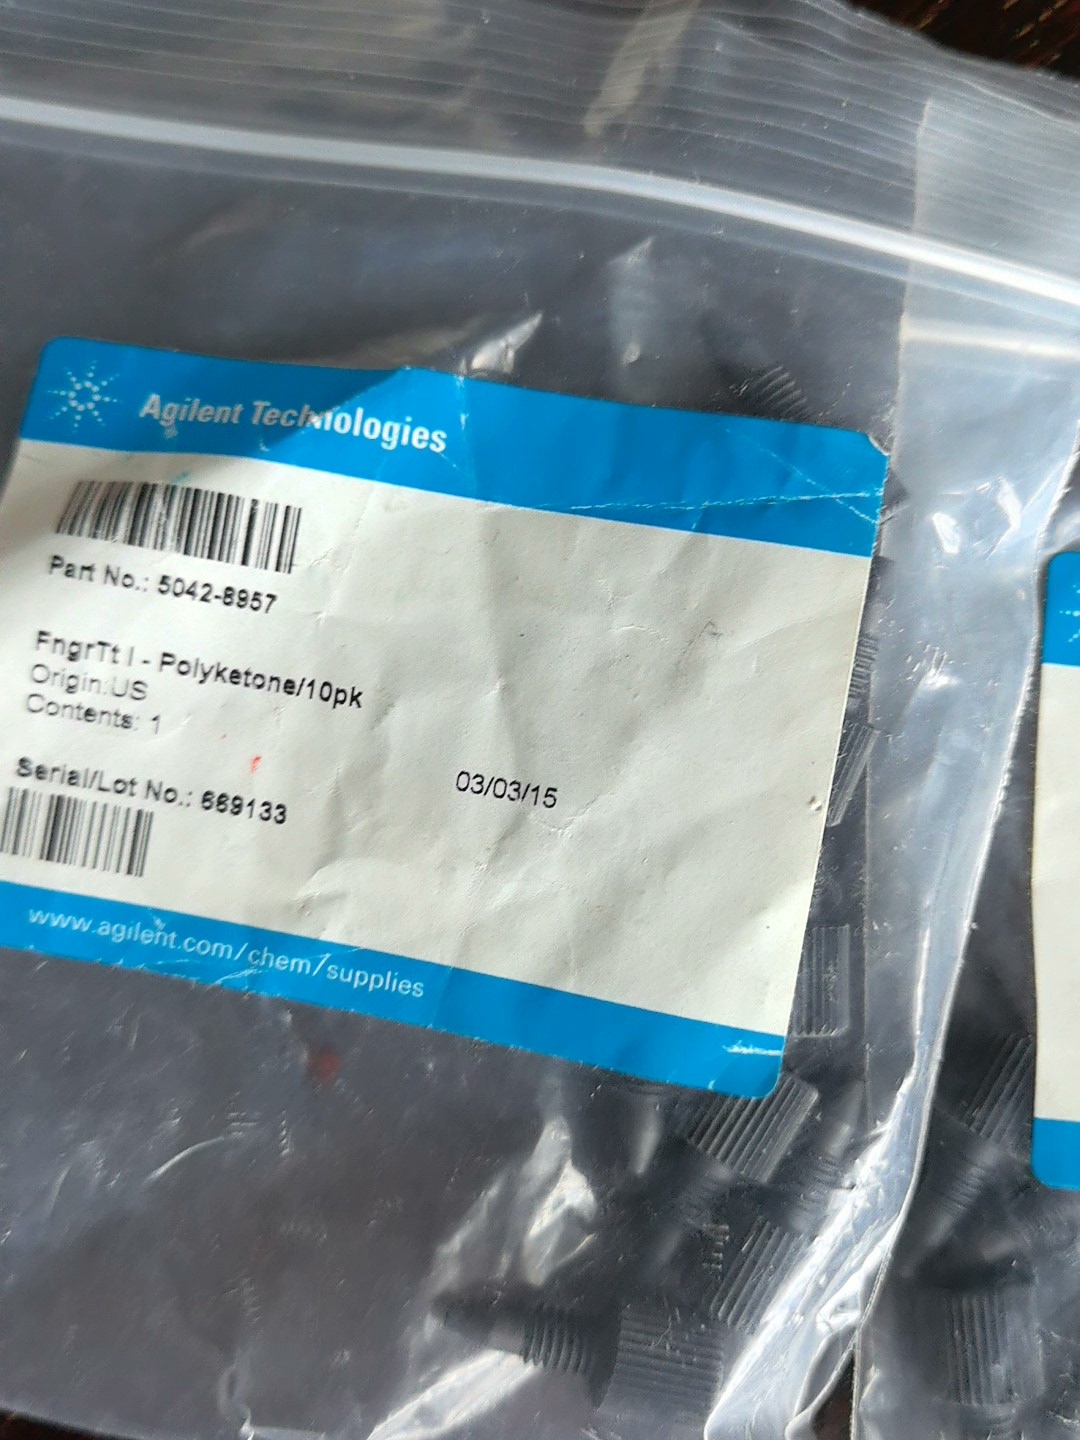 Agilent Technologies
Part No.: 5042-8957
FngrTt I - Polyketone/10pk
Origin:US
Contents: 1
Serial/Lot No.: 669133
03/03/15
www.agilent.com/chem/supplies